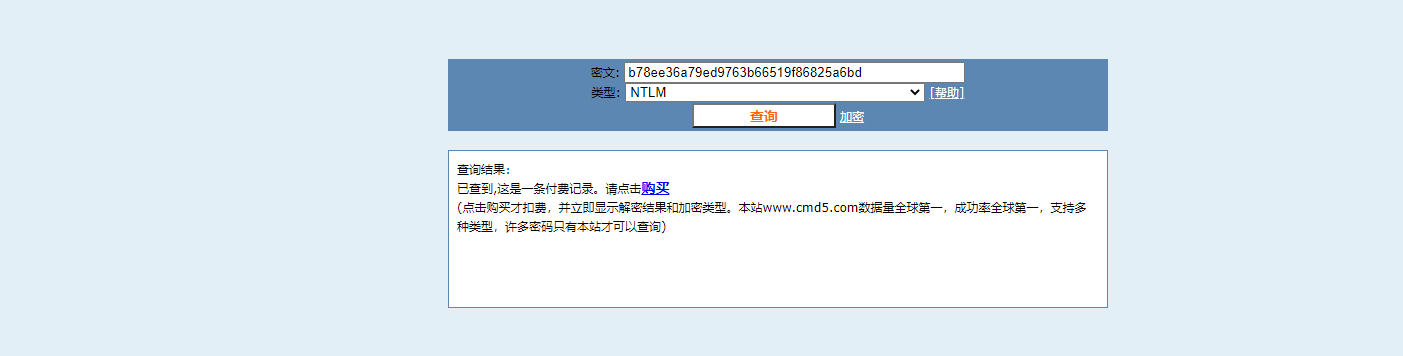 密文: b78ee36a79ed9763b66519f86825a6bd
类型: NTLM [帮助]
查询 加密
查询结果:
已查到,这是一条付费记录。请点击购买
(点击购买才扣费，并立即显示解密结果和加密类型。本站www.cmd5.com数据量全球第一，成功率全球第一，支持多
种类型，许多密码只有本站才可以查询)